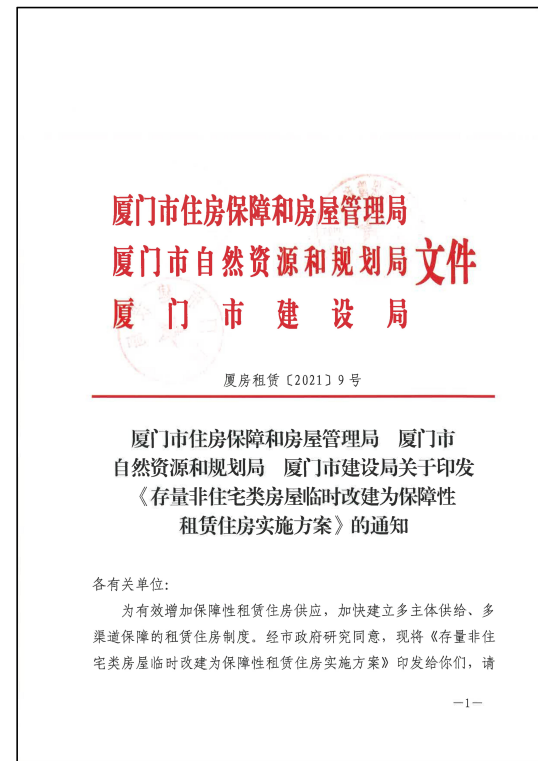 厦门市住房保障和房屋管理局
厦门市自然资源和规划局 文件
厦门市建设局
厦房租赁〔2021〕9号
厦门市住房保障和房屋管理局 厦门市
自然资源和规划局 厦门市建设局关于印发
《存量非住宅类房屋临时改建为保障性
租赁住房实施方案》的通知
各有关单位：
为有效增加保障性租赁住房供应，加快建立多主体供给、多
渠道保障的租赁住房制度。经市政府研究同意，现将《存量非住
宅类房屋临时改建为保障性租赁住房实施方案》印发给你们，请
—1—